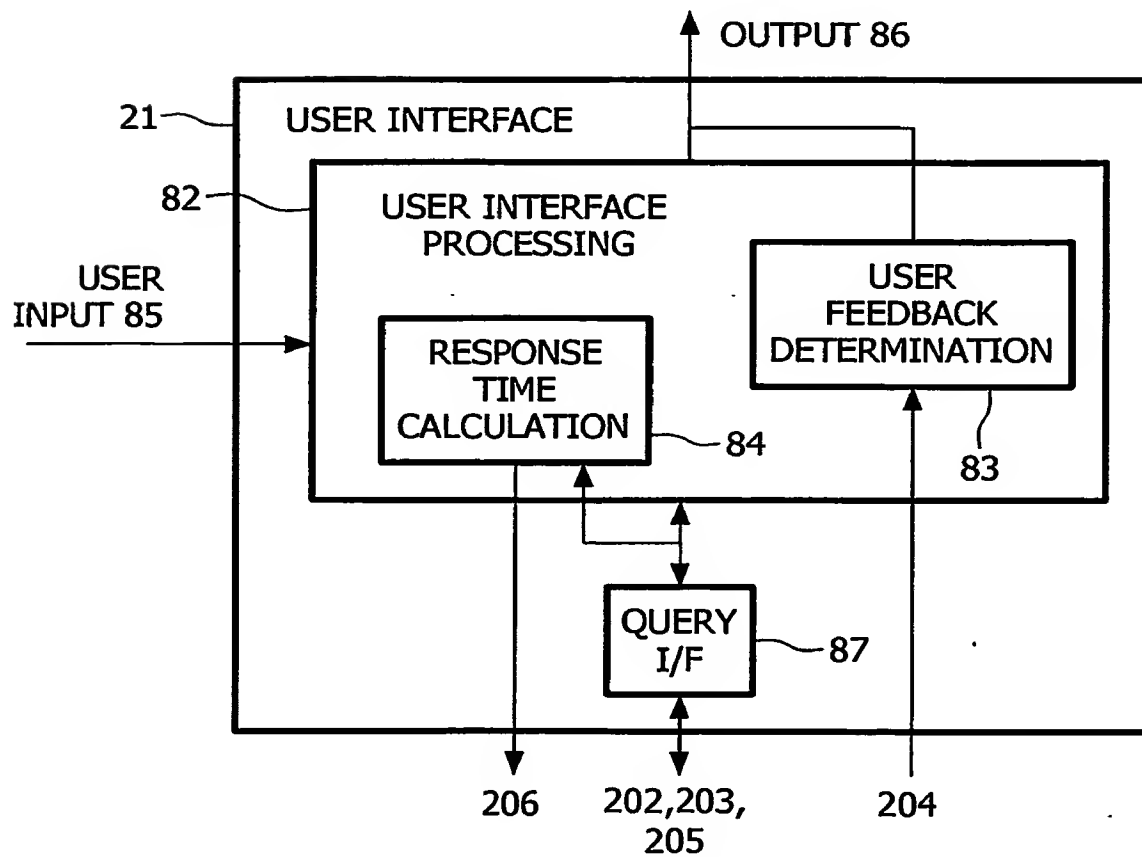 OUTPUT 86
21
USER INTERFACE
82
USER INTERFACE
PROCESSING
USER
INPUT 85
USER
FEEDBACK
DETERMINATION
RESPONSE
TIME
CALCULATION
84
83
QUERY
I/F
87
206
202,203,
205
204